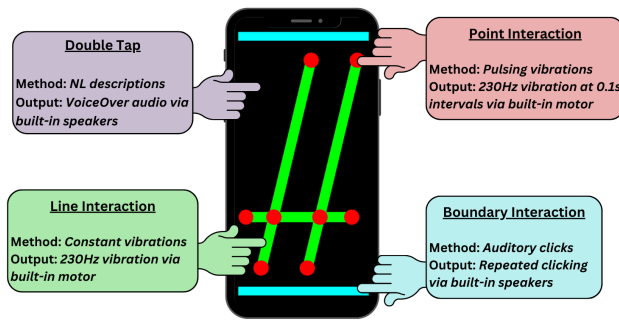 Double Tap
Method: NL descriptions
Output: VoiceOver audio via
built-in speakers
Point Interaction
Method: Pulsing vibrations
Output: 230Hz vibration at 0.1s
intervals via built-in motor
Line Interaction
Method: Constant vibrations
Output: 230Hz vibration via
built-in motor
Boundary Interaction
Method: Auditory clicks
Output: Repeated clicking
via built-in speakers